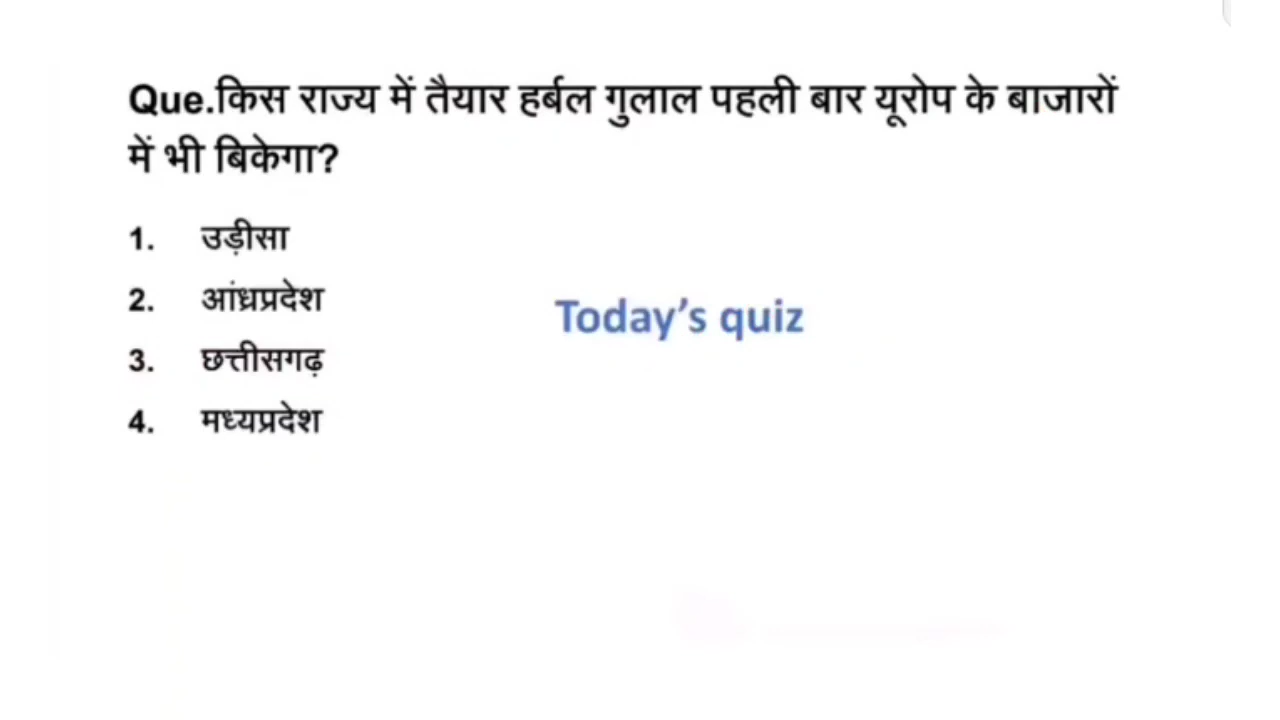 Que.किस राज्य में तैयार हर्बल गुलाल पहली बार यूरोप के बाजारों
में भी बिकेगा?
1. उड़ीसा
2. आंध्रप्रदेश
3. छत्तीसगढ़
4. मध्यप्रदेश
Today's quiz